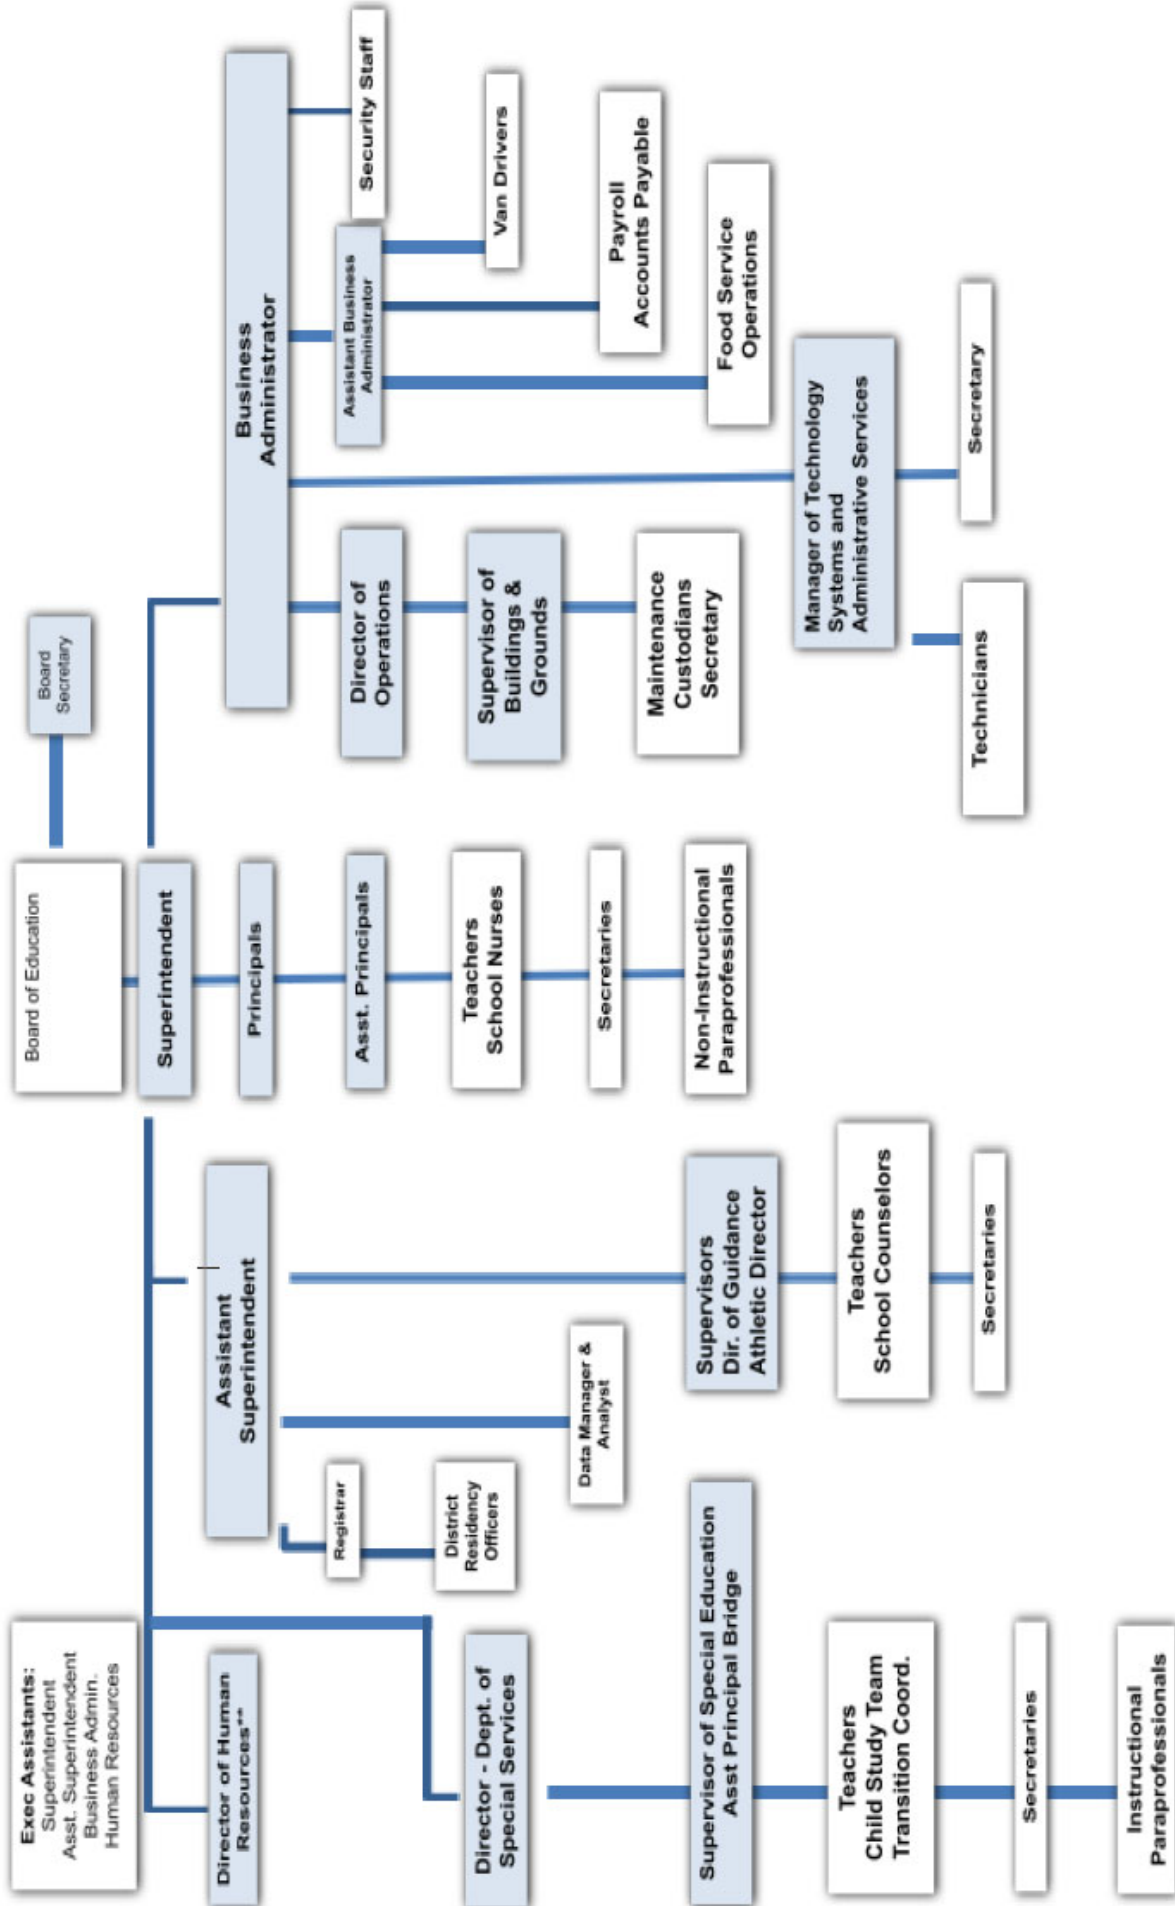 Exec Assistants:
Superintendent
Asst. Superintendent
Business Admin.
Human Resources
Board of Education
Board
Secretary
Superintendent
Director of Human
Resources**
Assistant
Superintendent
Principals
Business
Administrator
Registrar
Asst. Principals
Director of
Operations
Assistant Business
Administrator
Security Staff
Director - Dept. of
Special Services
District
Residency
Officers
Teachers
School Nurses
Supervisor of
Buildings &
Grounds
Van Drivers
Data Manager &
Analyst
Secretaries
Maintenance
Custodians
Secretary
Payroll
Accounts Payable
Supervisor of Special Education
Asst Principal Bridge
Supervisors
Dir. of Guidance
Athletic Director
Non-Instructional
Paraprofessionals
Food Service
Operations
Manager of Technology
Systems and
Administrative Services
Teachers
Child Study Team
Transition Coord.
Teachers
School Counselors
Technicians
Secretary
Secretaries
Secretaries
Instructional
Paraprofessionals